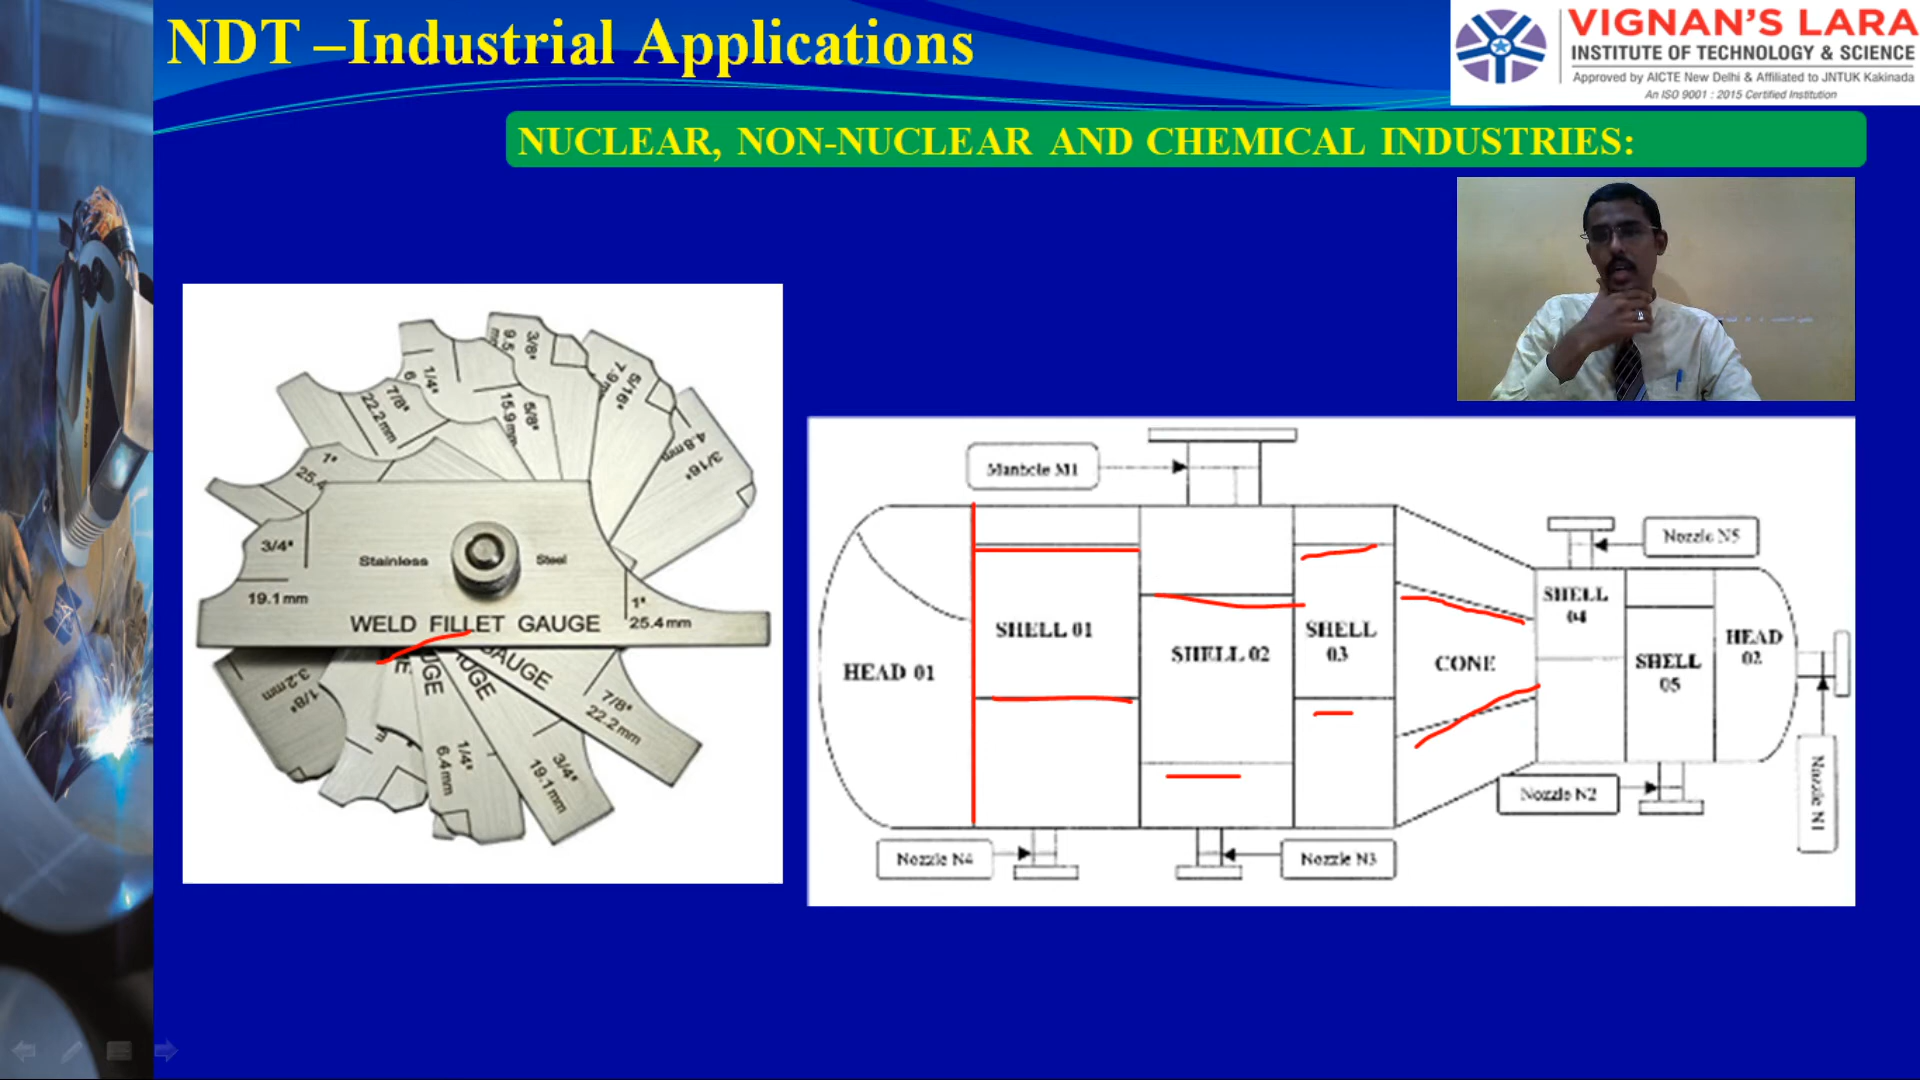 NDT –Industrial Applications
VIGNAN'S LARA
INSTITUTE OF TECHNOLOGY & SCIENCE
Approved by AICTE New Delhi & Affiliated to JNTUK Kakinada
An ISO 9001 : 2015 Certified Institution
NUCLEAR, NON-NUCLEAR AND CHEMICAL INDUSTRIES:
3/8"
9.5
1/4"
6
5/16"
7.9
7/8"
22.2mm
5/8"
15.9mm
3/16"
4.8mm
1"
25.4
3/4"
19.1mm
Stainless
Steel
WELD FILLET GAUGE
1"
25.4mm
GAUGE
UGE
1/8"
3.2mm
7/8"
22.2mm
1/4"
6.4mm
3/4"
19.1mm
Manhole M1
Nozzle N5
HEAD 01
SHELL 01
SHELL 02
SHELL
03
CONE
SHELL
04
SHELL
05
HEAD
02
Nozzle N4
Nozzle N3
Nozzle N2
Nozzle N1